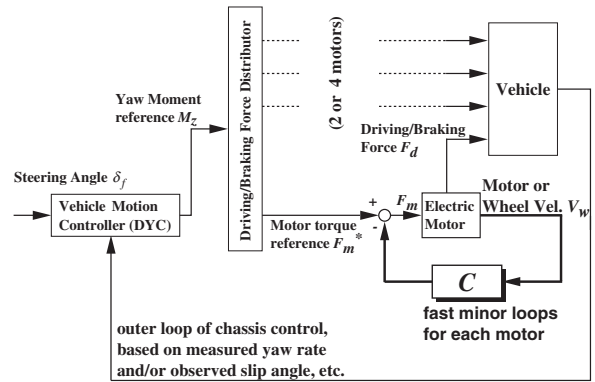 Yaw Moment
reference Mz
Steering Angle δf
Vehicle Motion
Controller (DYC)
Driving/Braking Force Distributor
(2 or 4 motors)
Vehicle
Driving/Braking
Force Fd
Motor torque
reference Fm*
+
-
Fm
Electric
Motor
Motor or
Wheel Vel. Vw
C
fast minor loops
for each motor
outer loop of chassis control,
based on measured yaw rate
and/or observed slip angle, etc.